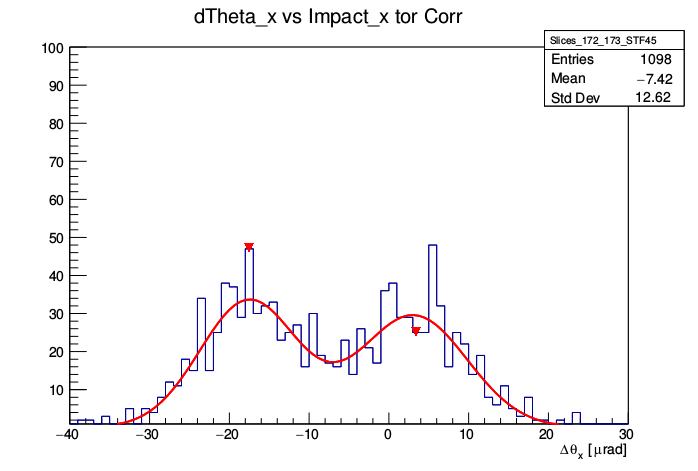 dTheta_x vs Impact_x tor Corr
Slices_172_173_STF45
Entries 1098
Mean −7.42
Std Dev 12.62
100
90
80
70
60
50
40
30
20
10
−40 −30 −20 −10 0 10 20 30
Δθx [μrad]